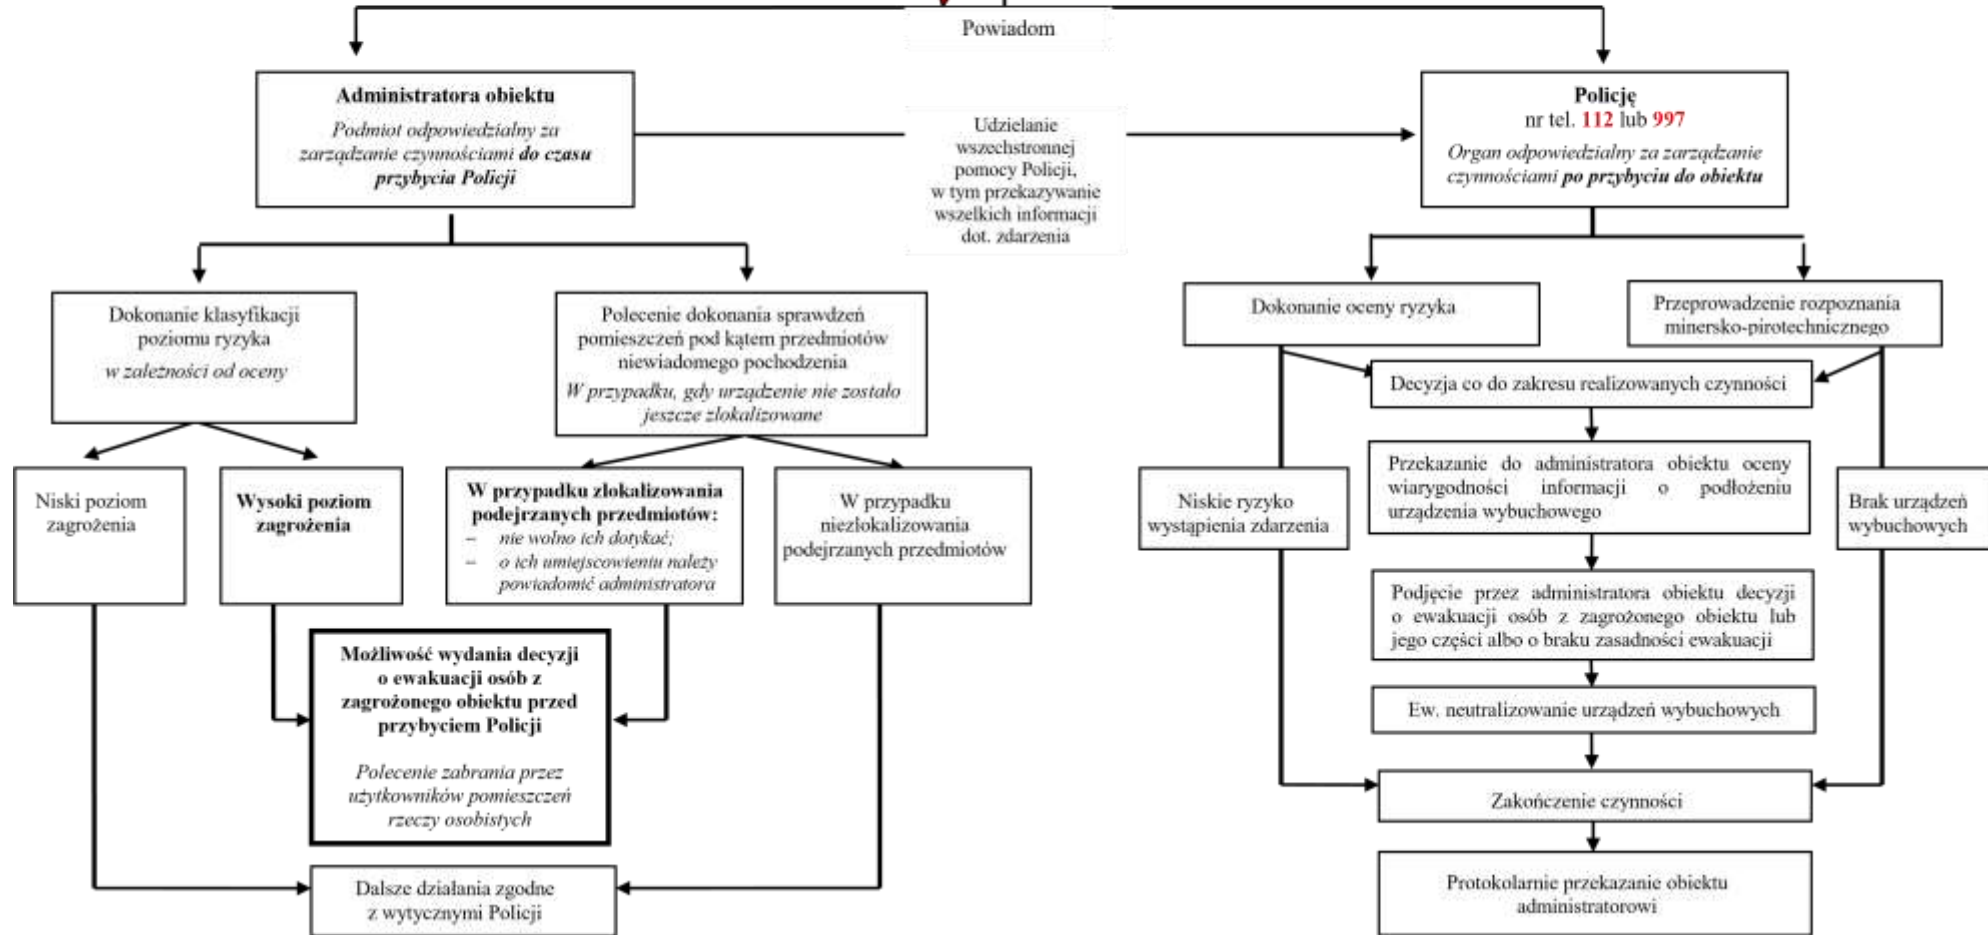 Powiadom
Administratora obiektu
Podmiot odpowiedzialny za
zarządzanie czynnościami do czasu
przybycia Policji
Udzielanie
wszechstronnej
pomocy Policji,
w tym przekazywanie
wszelkich informacji
dot. zdarzenia
Policję
nr tel. 112 lub 997
Organ odpowiedzialny za zarządzanie
czynnościami po przybyciu do obiektu
Dokonanie klasyfikacji
poziomu ryzyka
w zależności od oceny
Polecenie dokonania sprawdzeń
pomieszczeń pod kątem przedmiotów
niewiadomego pochodzenia
W przypadku, gdy urządzenie nie zostało
jeszcze zlokalizowane
Niski poziom
zagrożenia
Wysoki poziom
zagrożenia
W przypadku zlokalizowania
podejrzanych przedmiotów:
– nie wolno ich dotykać;
– o ich umiejscowieniu należy
powiadomić administratora
W przypadku
niezlokalizowania
podejrzanych przedmiotów
Możliwość wydania decyzji
o ewakuacji osób z
zagrożonego obiektu przed
przybyciem Policji
Polecenie zabrania przez
użytkowników pomieszczeń
rzeczy osobistych
Dalsze działania zgodne
z wytycznymi Policji
Dokonanie oceny ryzyka
Przeprowadzenie rozpoznania
minersko-pirotechnicznego
Decyzja co do zakresu realizowanych czynności
Niskie ryzyko
wystąpienia zdarzenia
Przekazanie do administratora obiektu oceny
wiarygodności informacji o podłożeniu
urządzenia wybuchowego
Brak urządzeń
wybuchowych
Podjęcie przez administratora obiektu decyzji
o ewakuacji osób z zagrożonego obiektu lub
jego części albo o braku zasadności ewakuacji
Ew. neutralizowanie urządzeń wybuchowych
Zakończenie czynności
Protokolarnie przekazanie obiektu
administratorowi